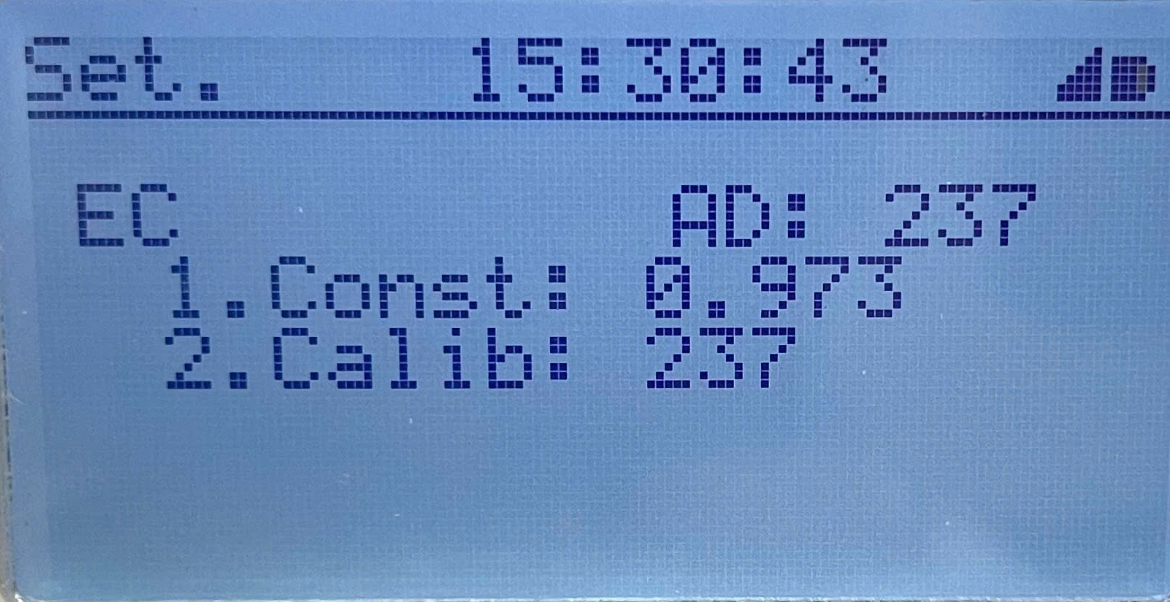 Set. 15:30:43
EC AD: 237
1.Const: 0.973
2.Calib: 237